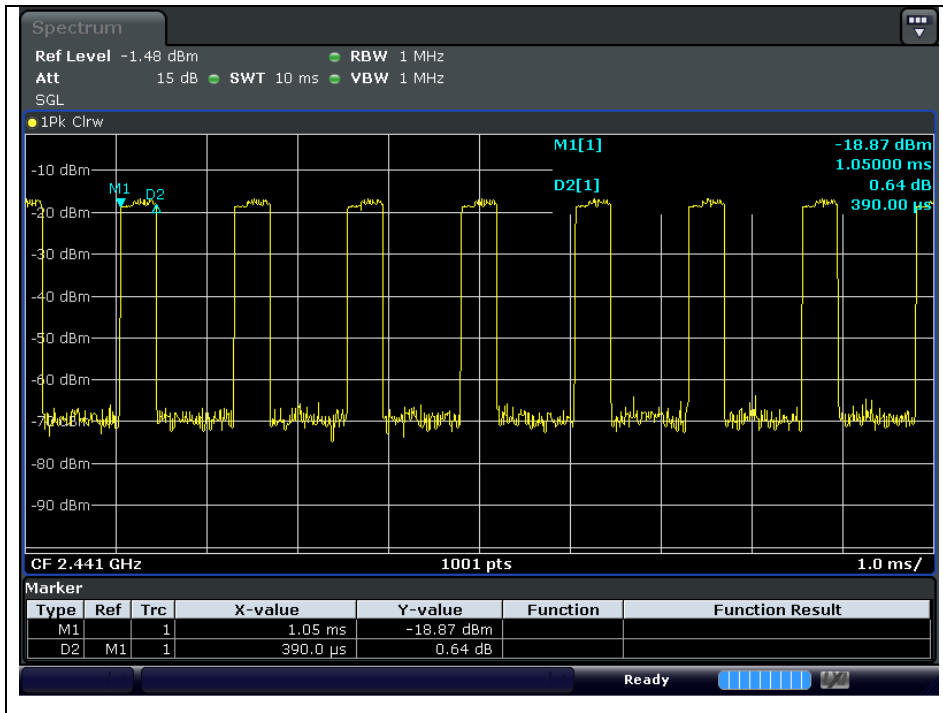 Spectrum
Ref Level -1.48 dBm RBW 1 MHz
Att 15 dB SWT 10 ms VBW 1 MHz
SGL
1Pk Clrw
M1[1] -18.87 dBm
1.05000 ms
D2[1] 0.64 dB
390.00 µs
M1 D2
-10 dBm
-20 dBm
-30 dBm
-40 dBm
-50 dBm
-60 dBm
-70 dBm
-80 dBm
-90 dBm
CF 2.441 GHz 1001 pts 1.0 ms/
Marker
Type Ref Trc X-value Y-value Function Function Result
M1 1 1.05 ms -18.87 dBm
D2 M1 1 390.0 µs 0.64 dB
Ready